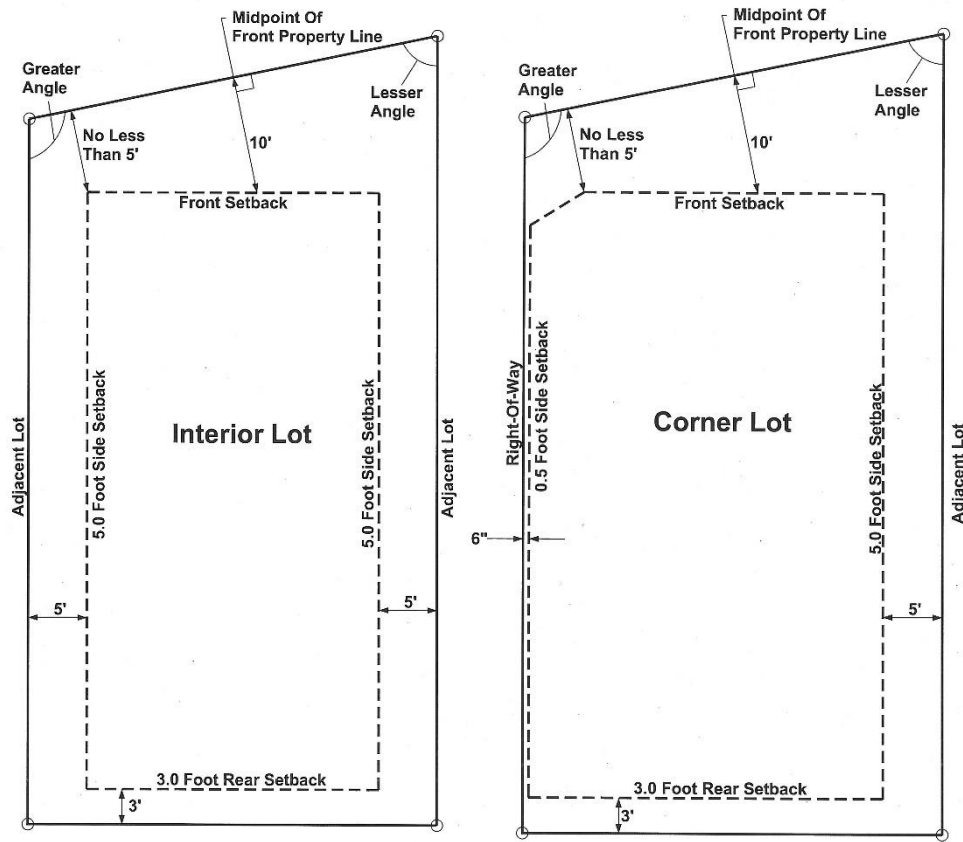 Midpoint Of
Front Property Line
Greater
Angle
Lesser
Angle
No Less
Than 5'
10'
Front Setback
Adjacent Lot
5.0 Foot Side Setback
Interior Lot
5.0 Foot Side Setback
Adjacent Lot
5'
5'
3.0 Foot Rear Setback
3'
Midpoint Of
Front Property Line
Greater
Angle
Lesser
Angle
No Less
Than 5'
10'
Front Setback
Right-Of-Way
0.5 Foot Side Setback
Corner Lot
5.0 Foot Side Setback
Adjacent Lot
6"
5'
3.0 Foot Rear Setback
3'